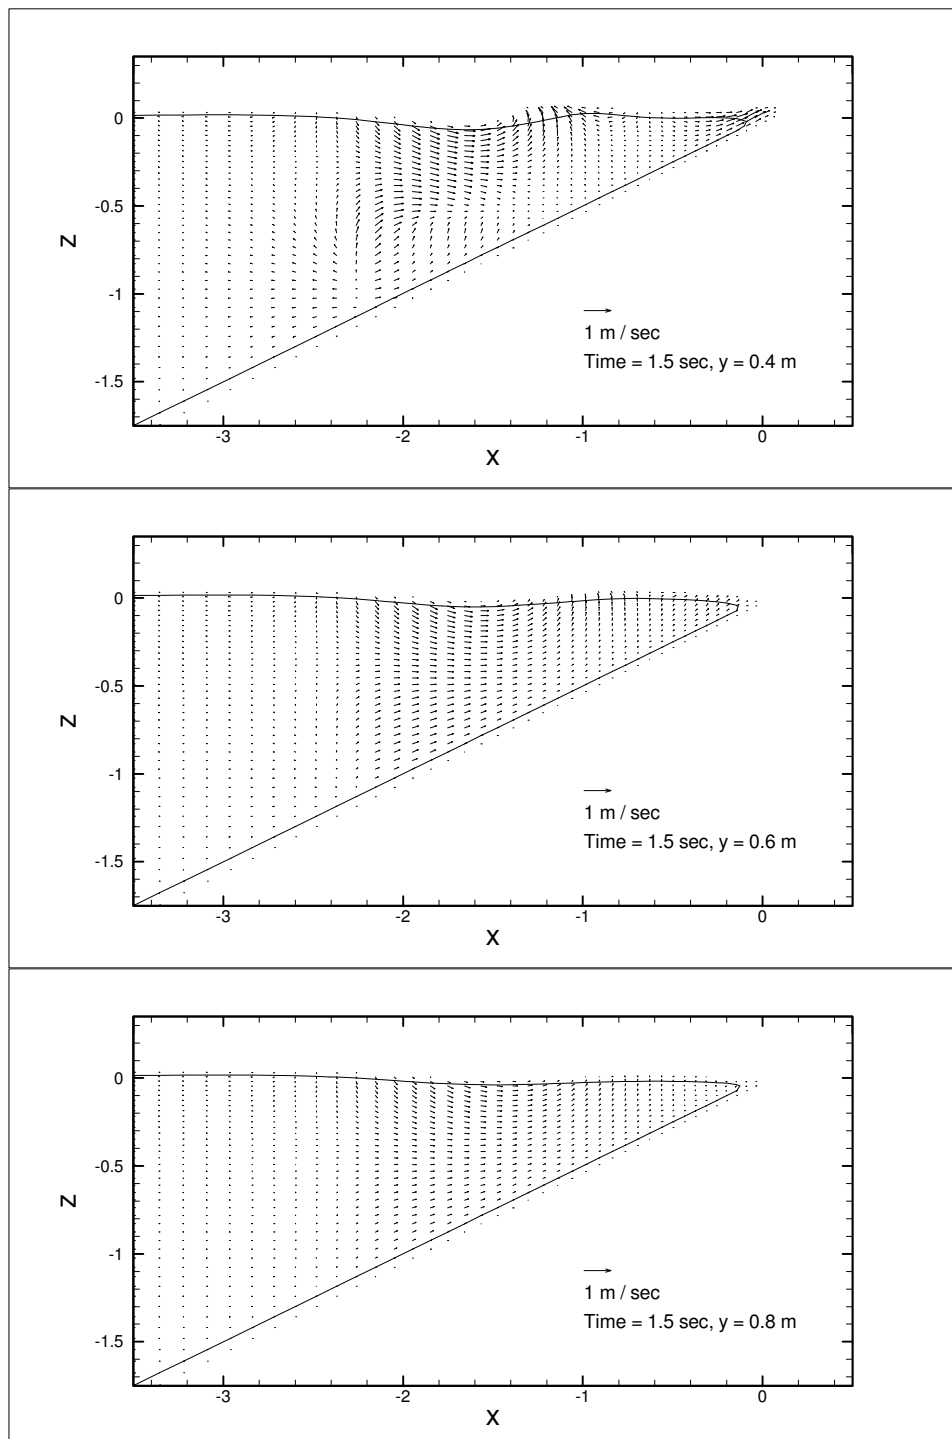 0
-0.5
-1
-1.5
Z
1 m / sec
Time = 1.5 sec, y = 0.4 m
-3 -2 -1 0
X
0
-0.5
-1
-1.5
Z
1 m / sec
Time = 1.5 sec, y = 0.6 m
-3 -2 -1 0
X
0
-0.5
-1
-1.5
Z
1 m / sec
Time = 1.5 sec, y = 0.8 m
-3 -2 -1 0
X